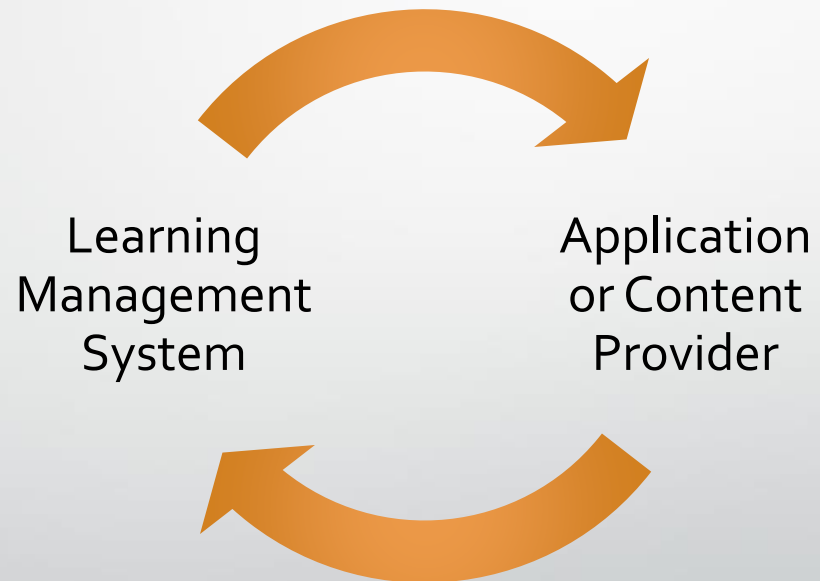 Learning
Management
System
Application
or Content
Provider